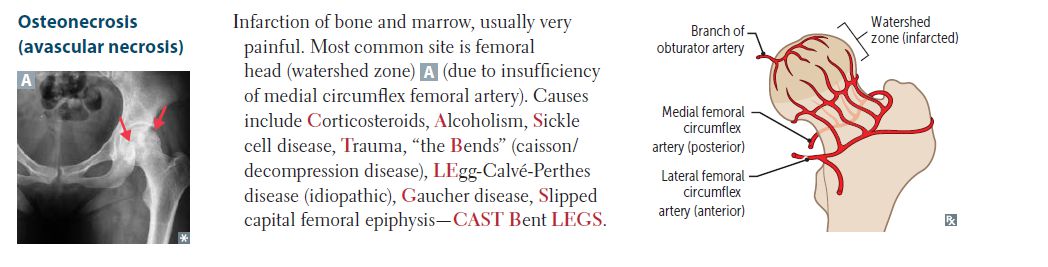 Osteonecrosis
(avascular necrosis)
A
*
Infarction of bone and marrow, usually very
painful. Most common site is femoral
head (watershed zone) A (due to insufficiency
of medial circumflex femoral artery). Causes
include Corticosteroids, Alcoholism, Sickle
cell disease, Trauma, “the Bends” (caisson/
decompression disease), LEgg-Calvé-Perthes
disease (idiopathic), Gaucher disease, Slipped
capital femoral epiphysis—CAST Bent LEGS.
Branch of
obturator artery
Watershed
zone (infarcted)
Medial femoral
circumflex
artery (posterior)
Lateral femoral
circumflex
artery (anterior)
Rx